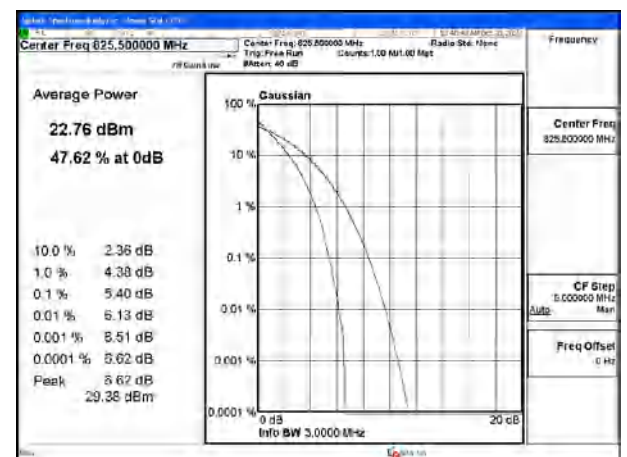 Center Freq 825.500000 MHz
Center Freq: 825.500000 MHz
Radio Std: None
Trig: Free Run
Counts:1.00 M/1.00 Mpt
#Atten: 40 dB
Frequency
Average Power
22.76 dBm
47.62 % at 0dB
10.0 % 2.36 dB
1.0 % 4.38 dB
0.1 % 5.40 dB
0.01 % 6.13 dB
0.001 % 6.51 dB
0.0001 % 6.62 dB
Peak 6.62 dB
29.38 dBm
Gaussian
100 %
10 %
1 %
0.1 %
0.01 %
0.001 %
0.0001 %
0 dB
20 dB
Info BW 3.0000 MHz
Center Freq
825.500000 MHz
CF Step
5.000000 MHz
Auto Man
Freq Offset
0 Hz